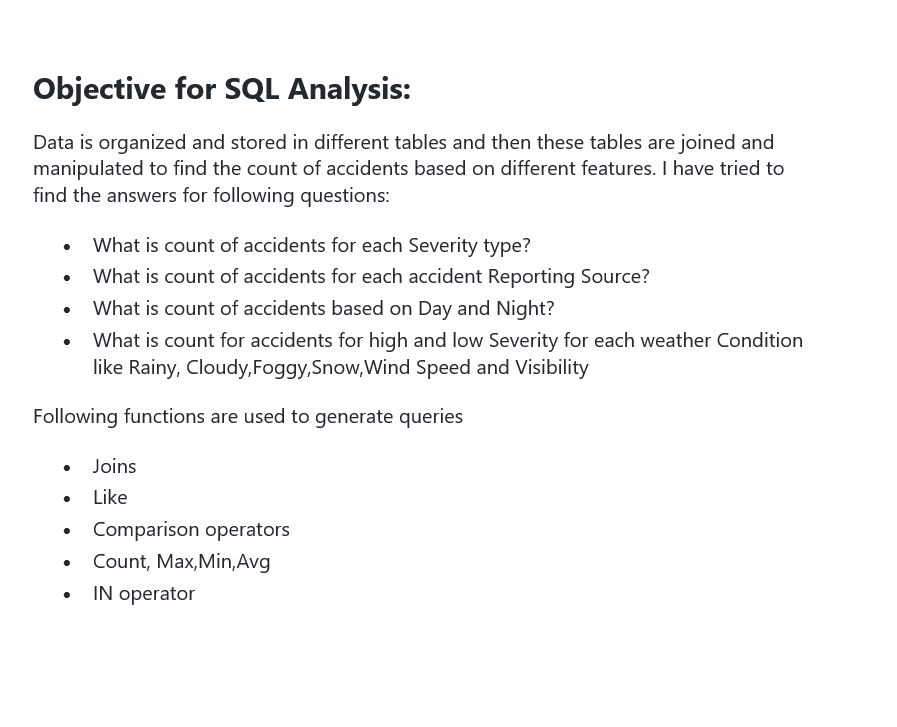 Objective for SQL Analysis:
Data is organized and stored in different tables and then these tables are joined and
manipulated to find the count of accidents based on different features. I have tried to
find the answers for following questions:
• What is count of accidents for each Severity type?
• What is count of accidents for each accident Reporting Source?
• What is count of accidents based on Day and Night?
• What is count for accidents for high and low Severity for each weather Condition
like Rainy, Cloudy,Foggy,Snow,Wind Speed and Visibility
Following functions are used to generate queries
• Joins
• Like
• Comparison operators
• Count, Max,Min,Avg
• IN operator